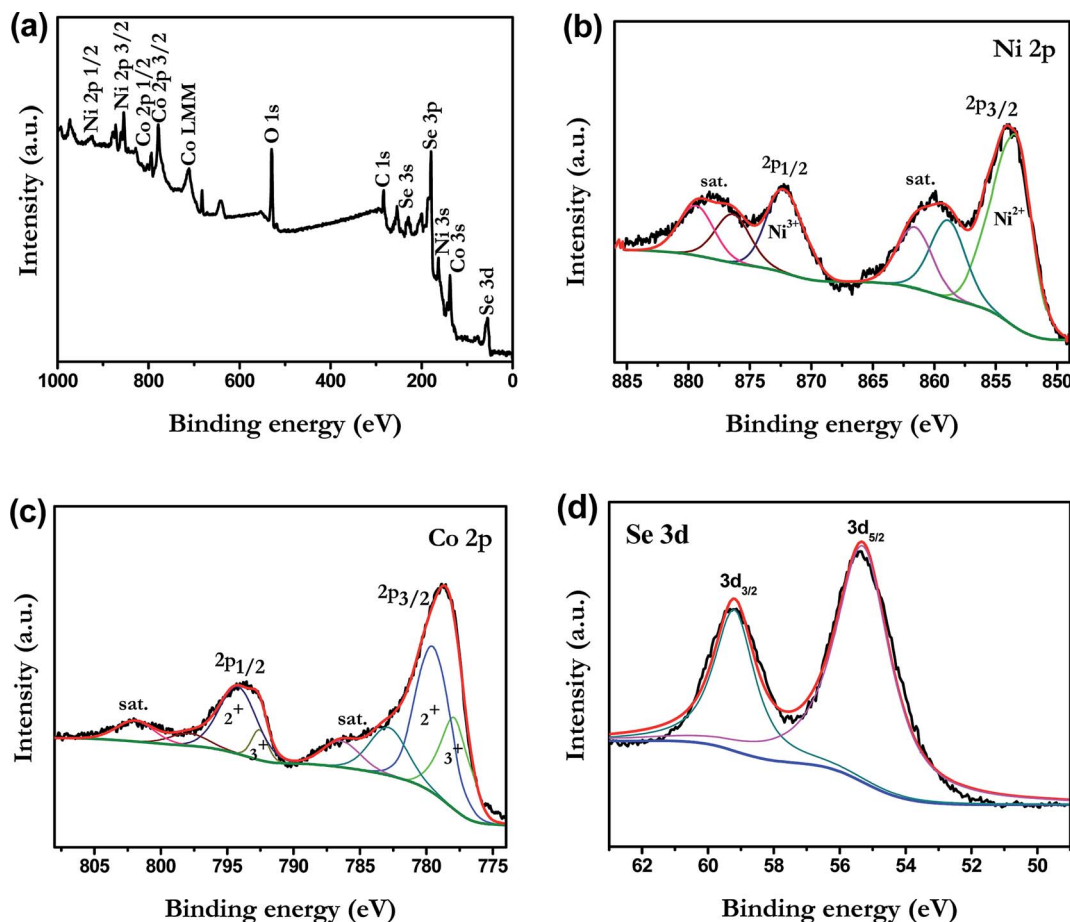 (a)
Ni 2p 1/2
Ni 2p 3/2
Co 2p 1/2
Co 2p 3/2
Co LMM
O 1s
C 1s
Se 3s
Se 3p
Ni 3s
Co 3s
Se 3d
Intensity (a.u.)
1000 800 600 400 200 0
Binding energy (eV)
(b)
Ni 2p
2p3/2
2p1/2
sat.
sat.
Ni3+
Ni2+
Intensity (a.u.)
885 880 875 870 865 860 855 850
Binding energy (eV)
(c)
Co 2p
2p3/2
2p1/2
sat.
sat.
2+
3+
2+
3+
Intensity (a.u.)
805 800 795 790 785 780 775
Binding energy (eV)
(d)
Se 3d
3d5/2
3d3/2
Intensity (a.u.)
62 60 58 56 54 52 50
Binding energy (eV)